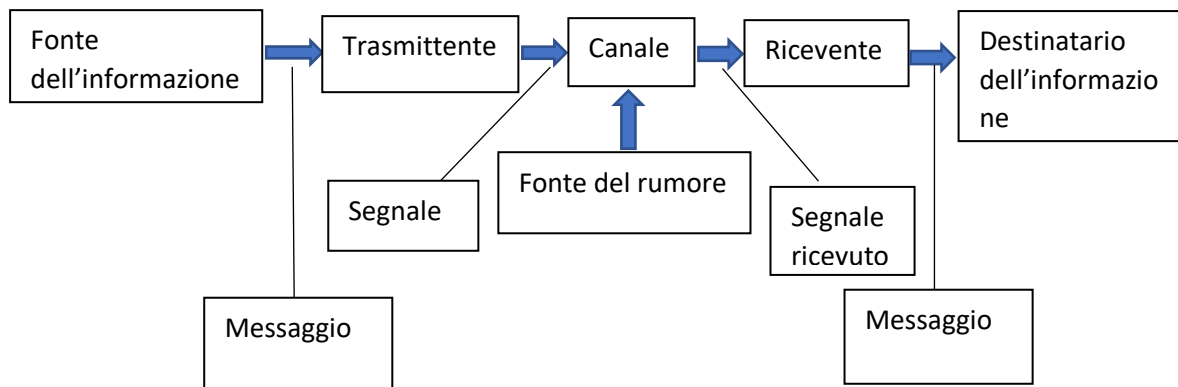 Fonte
dell’informazione
Trasmittente
Canale
Ricevente
Destinatario
dell’informazio
ne
Fonte del rumore
Segnale
Segnale
ricevuto
Messaggio
Messaggio